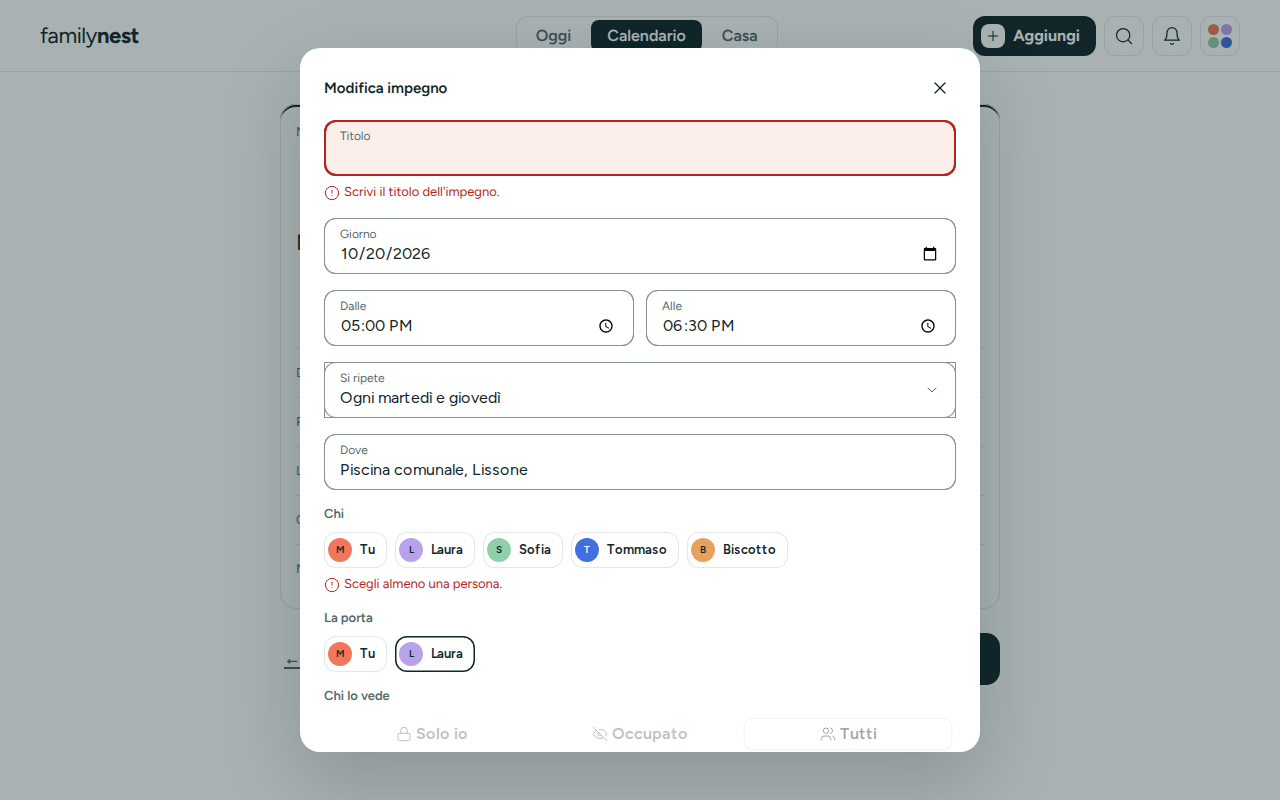 familynest
Oggi
Calendario
Casa
Aggiungi
Modifica impegno
Titolo
Scrivi il titolo dell'impegno.
Giorno
10/20/2026
Dalle
05:00 PM
Alle
06:30 PM
Si ripete
Ogni martedì e giovedì
Dove
Piscina comunale, Lissone
Chi
M Tu
L Laura
S Sofia
T Tommaso
B Biscotto
Scegli almeno una persona.
La porta
M Tu
L Laura
←
Chi lo vede
Solo io
Occupato
Tutti